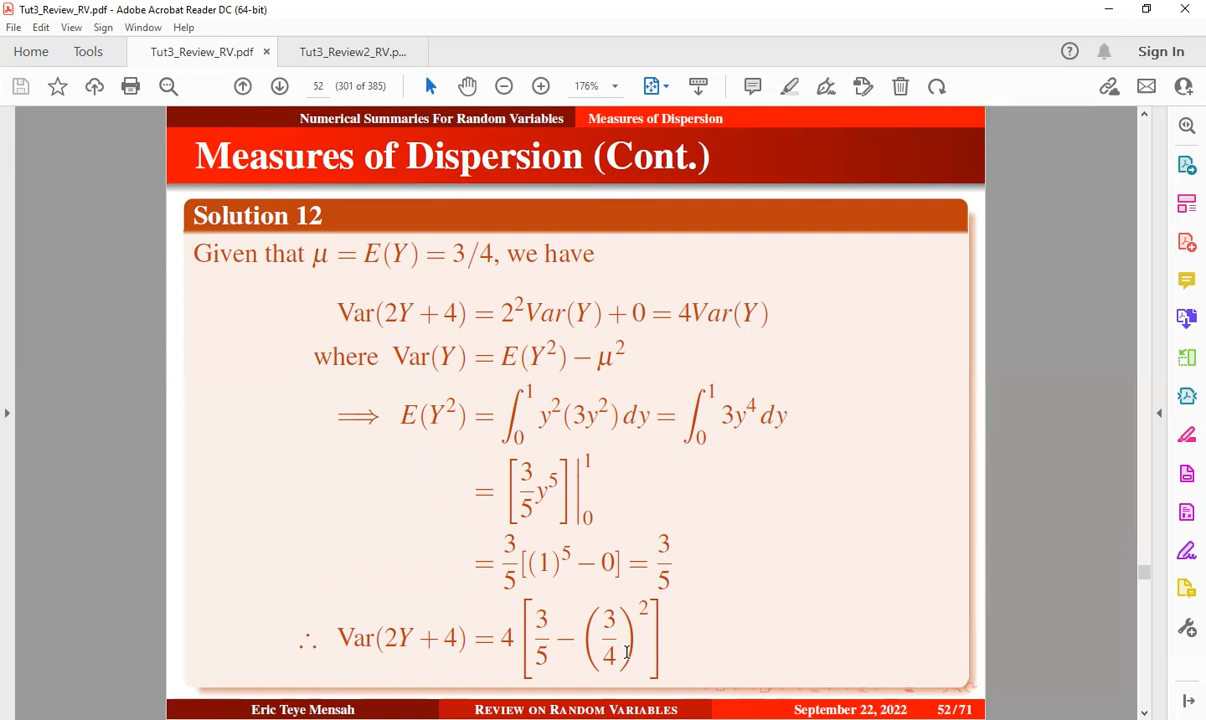 Tut3_Review_RV.pdf - Adobe Acrobat Reader DC (64-bit)
File Edit View Sign Window Help
Home Tools Tut3_Review_RV.pdf × Tut3_Review2_RV.p... Sign In
52 (301 of 385) 176%
Numerical Summaries For Random Variables Measures of Dispersion
Measures of Dispersion (Cont.)
Solution 12
Given that μ = E(Y) = 3/4, we have
Var(2Y + 4) = 2²Var(Y) + 0 = 4Var(Y)
where Var(Y) = E(Y²) − μ²
⟹ E(Y²) = ∫₀¹ y²(3y²) dy = ∫₀¹ 3y⁴ dy
= [3/5 y⁵]|₀¹
= 3/5[(1)⁵ − 0] = 3/5
∴ Var(2Y + 4) = 4[3/5 − (3/4)²]
Eric Teye Mensah REVIEW ON RANDOM VARIABLES September 22, 2022 52/71